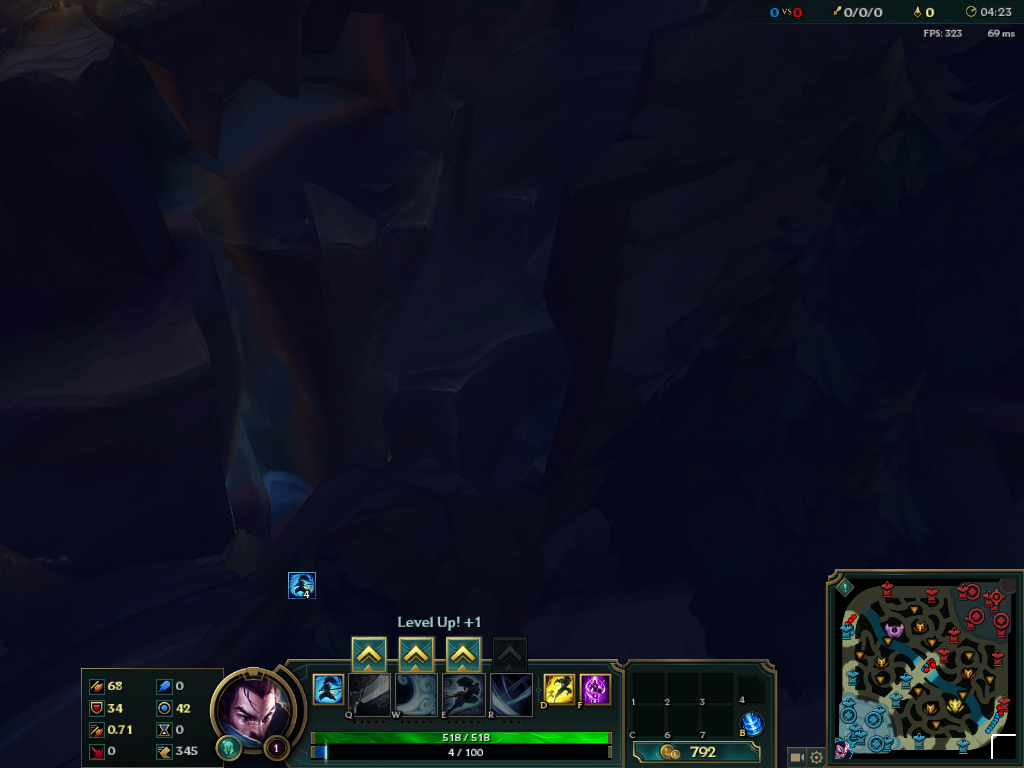 0 vs 0 0/0/0 0 04:23
FPS: 323 69 ms
4
Level Up! +1
68 0
34 42
0.71 0
0 345
1
Q W E R D F
518 / 518
4 / 100
1 2 3 4
C 6 7 B
792